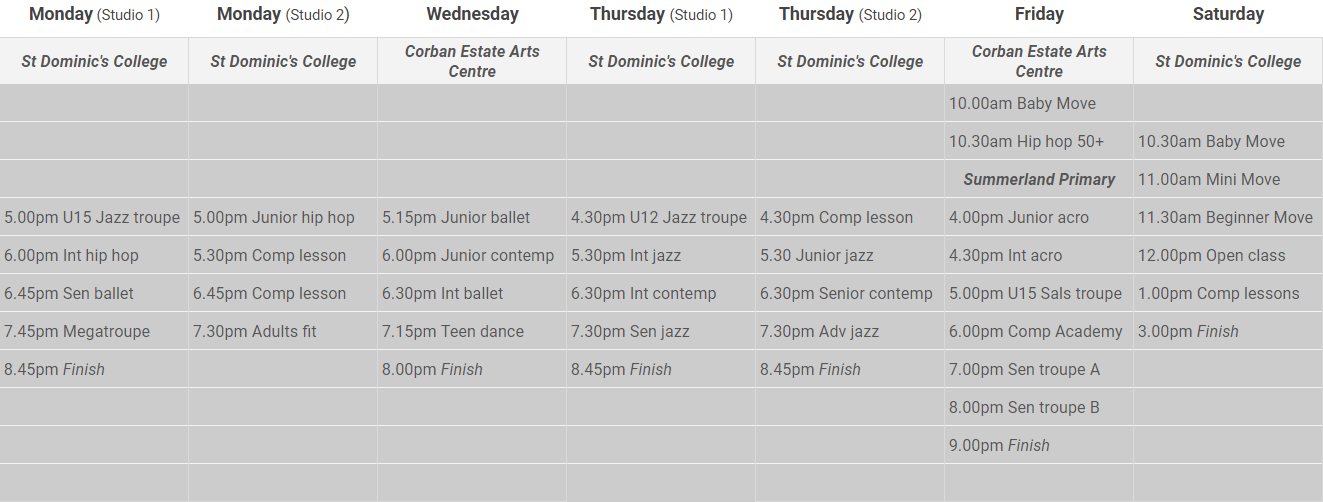 Monday (Studio 1) Monday (Studio 2) Wednesday Thursday (Studio 1) Thursday (Studio 2) Friday Saturday
St Dominic's College St Dominic's College Corban Estate Arts Centre St Dominic's College St Dominic's College Corban Estate Arts Centre St Dominic's College
10.00am Baby Move
10.30am Hip hop 50+ 10.30am Baby Move
Summerland Primary 11.00am Mini Move
5.00pm U15 Jazz troupe 5.00pm Junior hip hop 5.15pm Junior ballet 4.30pm U12 Jazz troupe 4.30pm Comp lesson 4.00pm Junior acro 11.30am Beginner Move
6.00pm Int hip hop 5.30pm Comp lesson 6.00pm Junior contemp 5.30pm Int jazz 5.30 Junior jazz 4.30pm Int acro 12.00pm Open class
6.45pm Sen ballet 6.45pm Comp lesson 6.30pm Int ballet 6.30pm Int contemp 6.30pm Senior contemp 5.00pm U15 Sals troupe 1.00pm Comp lessons
7.45pm Megatroupe 7.30pm Adults fit 7.15pm Teen dance 7.30pm Sen jazz 7.30pm Adv jazz 6.00pm Comp Academy 3.00pm Finish
8.45pm Finish 8.00pm Finish 8.45pm Finish 8.45pm Finish 7.00pm Sen troupe A
8.00pm Sen troupe B
9.00pm Finish